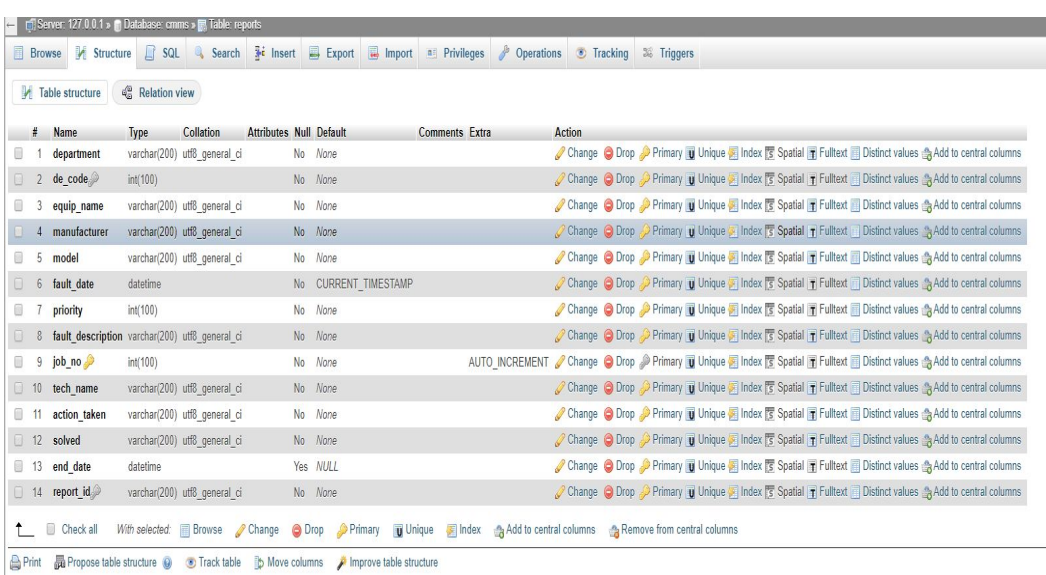 ← Server: 127.0.0.1 » Database: cmms » Table: reports
Browse Structure SQL Search Insert Export Import Privileges Operations Tracking Triggers
Table structure Relation view
# Name Type Collation Attributes Null Default Comments Extra Action
1 department varchar(200) utf8_general_ci No None Change Drop Primary Unique Index Spatial Fulltext Distinct values Add to central columns
2 de_code int(100) No None Change Drop Primary Unique Index Spatial Fulltext Distinct values Add to central columns
3 equip_name varchar(200) utf8_general_ci No None Change Drop Primary Unique Index Spatial Fulltext Distinct values Add to central columns
4 manufacturer varchar(200) utf8_general_ci No None Change Drop Primary Unique Index Spatial Fulltext Distinct values Add to central columns
5 model varchar(200) utf8_general_ci No None Change Drop Primary Unique Index Spatial Fulltext Distinct values Add to central columns
6 fault_date datetime No CURRENT_TIMESTAMP Change Drop Primary Unique Index Spatial Fulltext Distinct values Add to central columns
7 priority int(100) No None Change Drop Primary Unique Index Spatial Fulltext Distinct values Add to central columns
8 fault_description varchar(200) utf8_general_ci No None Change Drop Primary Unique Index Spatial Fulltext Distinct values Add to central columns
9 job_no int(100) No None AUTO_INCREMENT Change Drop Primary Unique Index Spatial Fulltext Distinct values Add to central columns
10 tech_name varchar(200) utf8_general_ci No None Change Drop Primary Unique Index Spatial Fulltext Distinct values Add to central columns
11 action_taken varchar(200) utf8_general_ci No None Change Drop Primary Unique Index Spatial Fulltext Distinct values Add to central columns
12 solved varchar(200) utf8_general_ci No None Change Drop Primary Unique Index Spatial Fulltext Distinct values Add to central columns
13 end_date datetime Yes NULL Change Drop Primary Unique Index Spatial Fulltext Distinct values Add to central columns
14 report_id varchar(200) utf8_general_ci No None Change Drop Primary Unique Index Spatial Fulltext Distinct values Add to central columns
Check all With selected: Browse Change Drop Primary Unique Index Add to central columns Remove from central columns
Print Propose table structure Track table Move columns Improve table structure